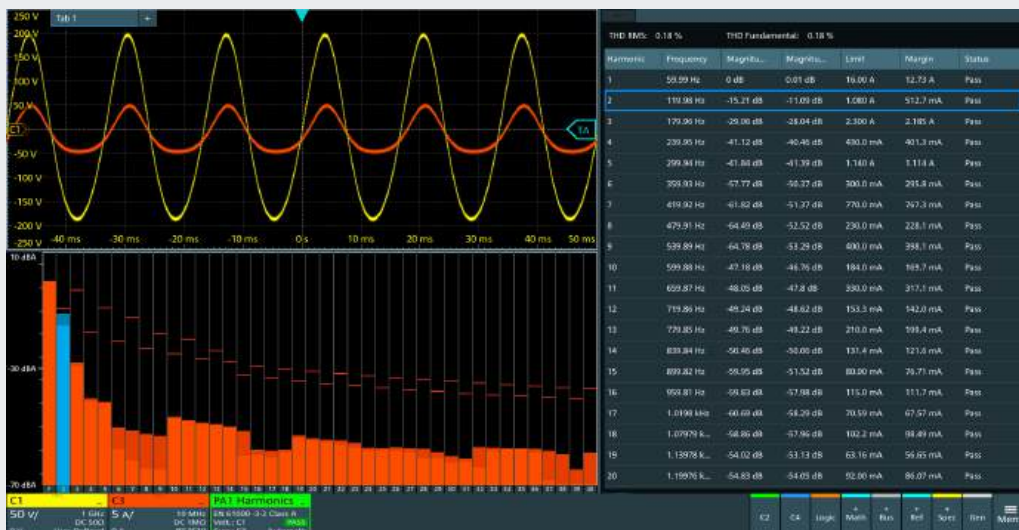 250 V Tab 1 +
200 V
150 V
100 V
50 V
C1
1A
-50 V
-100 V
-150 V
-200 V
-250 V -40 ms -30 ms -20 ms -10 ms 0 s 10 ms 20 ms 30 ms 40 ms 50 ms
10 dBA
-30 dBA
-70 dBA
THD RMS: 0.18 % THD Fundamental: 0.18 %
Harmonic Frequency Magnitu... Magnitu... Limit Margin Status
1 59.99 Hz 0 dB 0.01 dB 16.00 A 12.73 A Pass
2 119.98 Hz -15.21 dB -11.09 dB 1.080 A 512.7 mA Pass
3 179.96 Hz -29.06 dB -28.04 dB 2.300 A 2.185 A Pass
4 239.95 Hz -41.12 dB -40.46 dB 430.0 mA 401.3 mA Pass
5 299.94 Hz -41.84 dB -41.39 dB 1.140 A 1.114 A Pass
6 359.93 Hz -57.77 dB -50.37 dB 300.0 mA 295.8 mA Pass
7 419.92 Hz -61.82 dB -51.37 dB 770.0 mA 767.3 mA Pass
8 479.91 Hz -64.49 dB -52.52 dB 230.0 mA 228.1 mA Pass
9 539.89 Hz -64.78 dB -53.29 dB 400.0 mA 398.1 mA Pass
10 599.88 Hz -47.18 dB -46.76 dB 184.0 mA 169.7 mA Pass
11 659.87 Hz -48.05 dB -47.8 dB 330.0 mA 317.1 mA Pass
12 719.86 Hz -49.24 dB -48.62 dB 153.3 mA 142.0 mA Pass
13 779.85 Hz -49.76 dB -49.22 dB 210.0 mA 199.4 mA Pass
14 839.84 Hz -50.46 dB -50.00 dB 131.4 mA 121.6 mA Pass
15 899.82 Hz -59.95 dB -51.52 dB 80.00 mA 76.71 mA Pass
16 959.81 Hz -59.63 dB -57.98 dB 115.0 mA 111.7 mA Pass
17 1.0198 kHz -60.69 dB -58.29 dB 70.59 mA 67.57 mA Pass
18 1.07979 k... -58.86 dB -57.96 dB 102.2 mA 98.49 mA Pass
19 1.13978 k... -54.02 dB -53.13 dB 63.16 mA 56.65 mA Pass
20 1.19976 k... -54.83 dB -54.05 dB 92.00 mA 86.07 mA Pass
C1 C3 PA1 Harmonics
50 V/ 1 GHz 5 A/ 10 MHz EN 61000-3-2 Class A
DC 50Ω DC 1MΩ Volt.: C1 PASS
C2 C4 Logic Math Bus Ref Spec Gen Menu